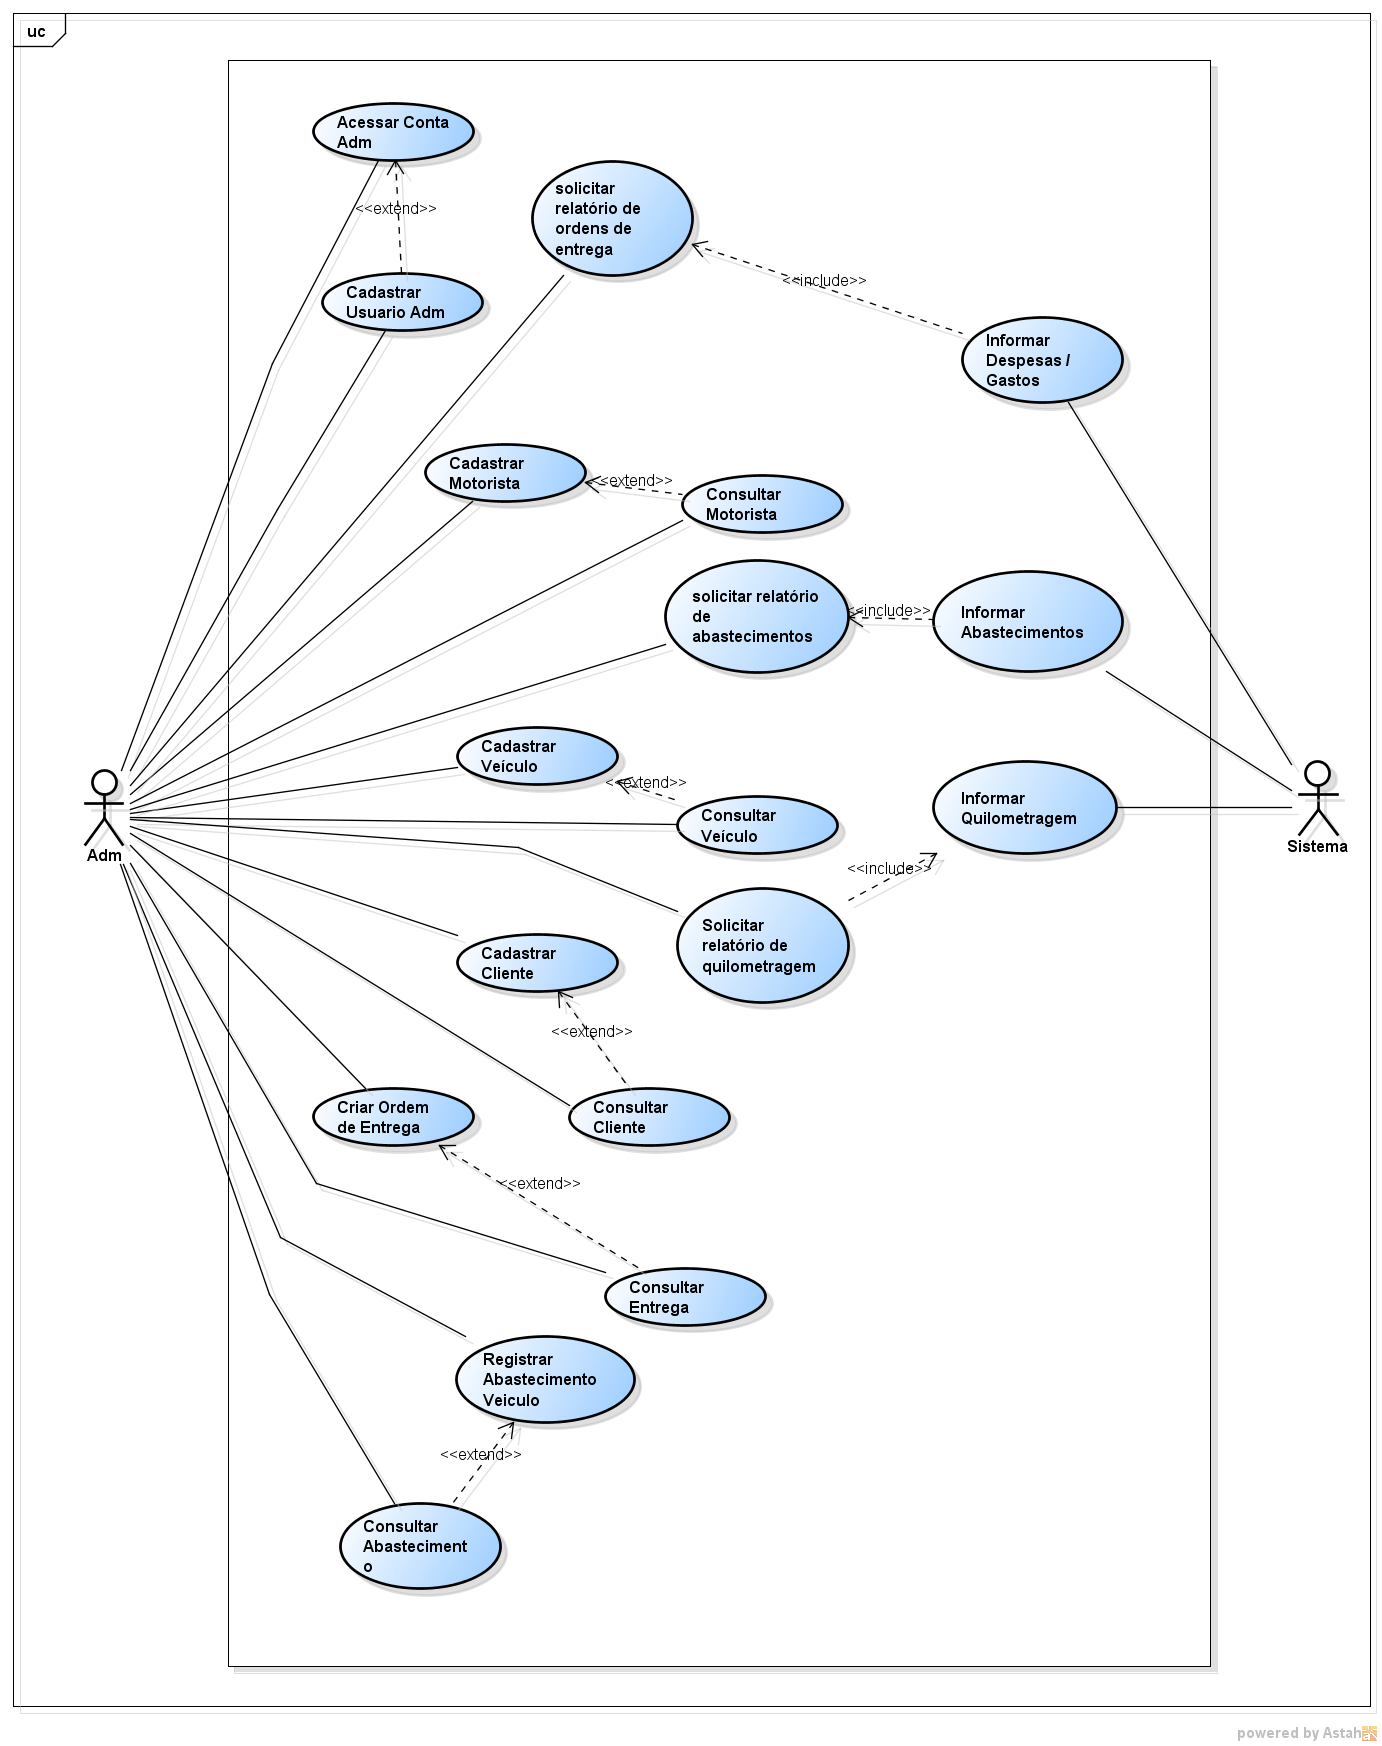 uc
Acessar Conta
Adm
<<extend>>
Cadastrar
Usuario Adm
solicitar
relatório de
ordens de
entrega
<<include>>
Informar
Despesas /
Gastos
Cadastrar
Motorista
<<extend>>
Consultar
Motorista
solicitar relatório
de
abastecimentos
<<include>>
Informar
Abastecimentos
Cadastrar
Veículo
<<extend>>
Consultar
Veículo
Informar
Quilometragem
<<include>>
Adm
Sistema
Solicitar
relatório de
quilometragem
Cadastrar
Cliente
<<extend>>
Consultar
Cliente
Criar Ordem
de Entrega
<<extend>>
Consultar
Entrega
Registrar
Abastecimento
Veiculo
<<extend>>
Consultar
Abasteciment
o
powered by Astah